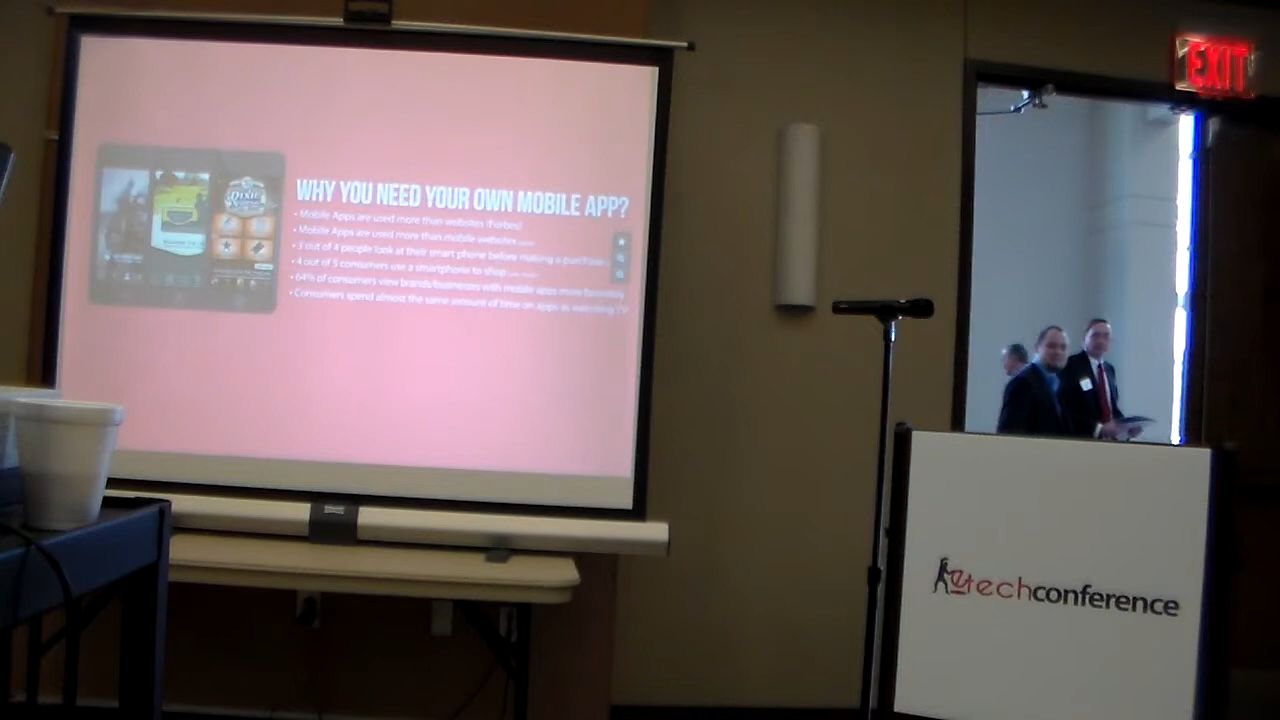 EXIT
WHY YOU NEED YOUR OWN MOBILE APP?
• Mobile Apps are used more than websites (Forbes)
• Mobile Apps are used more than mobile websites
• 3 out of 4 people look at their smart phone before making a purchase
• 4 out of 5 consumers use a smartphone to shop
• 64% of consumers view brands/businesses with mobile apps more favorably
• Consumers spend almost the same amount of time on apps as watching TV
DIXIE
etechconference